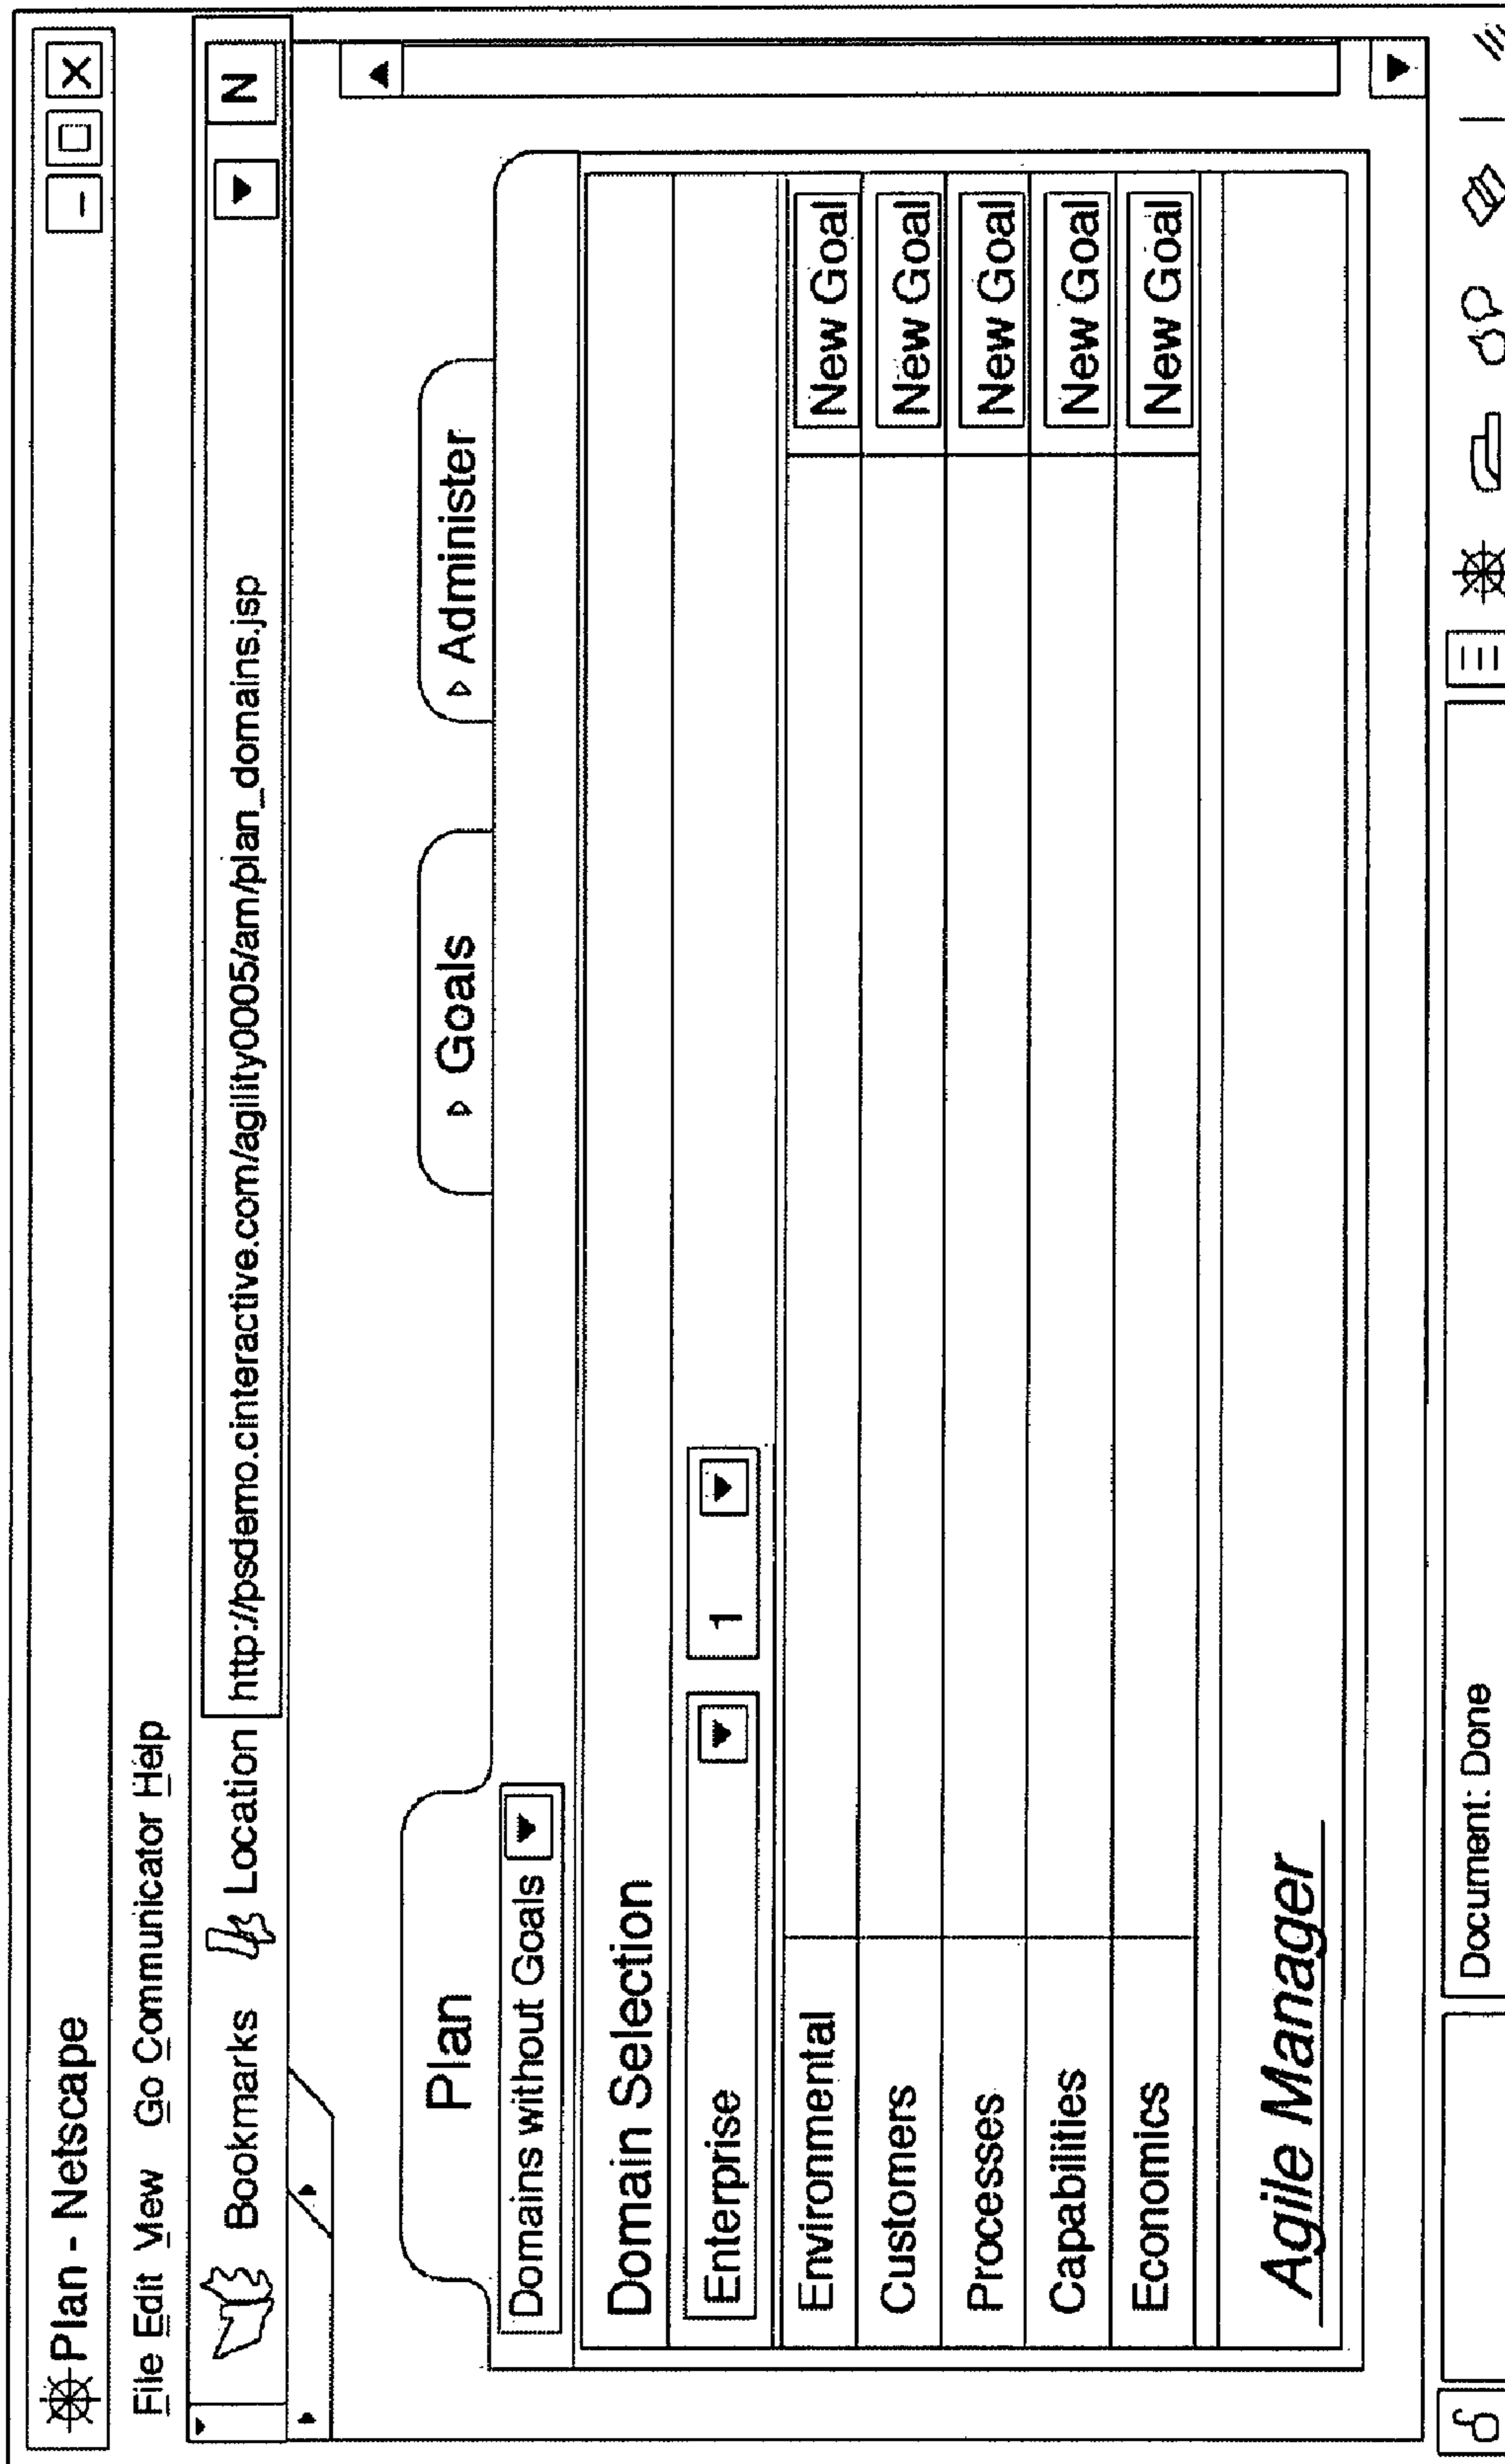 Plan - Netscape
File Edit View Go Communicator Help
Bookmarks Location http://psdemo.cinteractive.com/agility0005/am/plan_domains.jsp N
Plan Goals Administer
Domains without Goals
Domain Selection
Enterprise 1
Environmental New Goal
Customers New Goal
Processes New Goal
Capabilities New Goal
Economics New Goal
Agile Manager
Document: Done